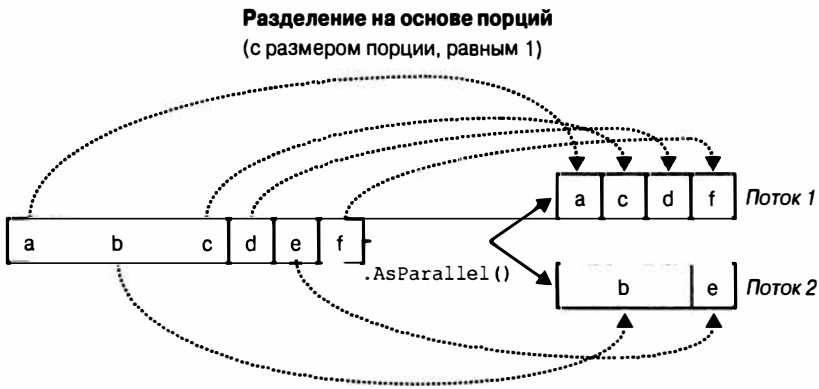 Разделение на основе порций
(с размером порции, равным 1)
a c d f Поток 1
a b c d e f
.AsParallel()
b e Поток 2